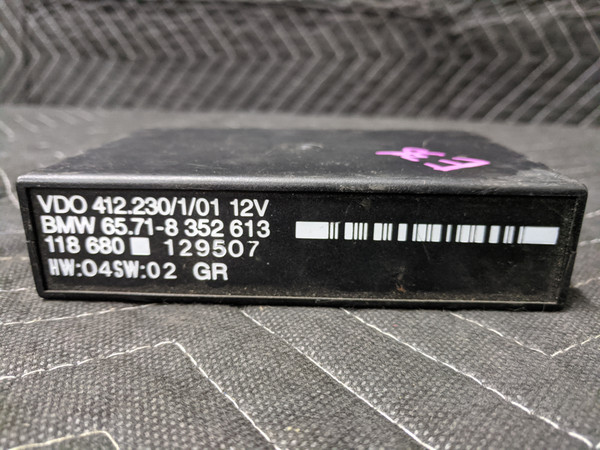 E36
VDO 412.230/1/01 12V
BMW 65.71-8 352 613
118 680 129507
HW:04SW:02 GR